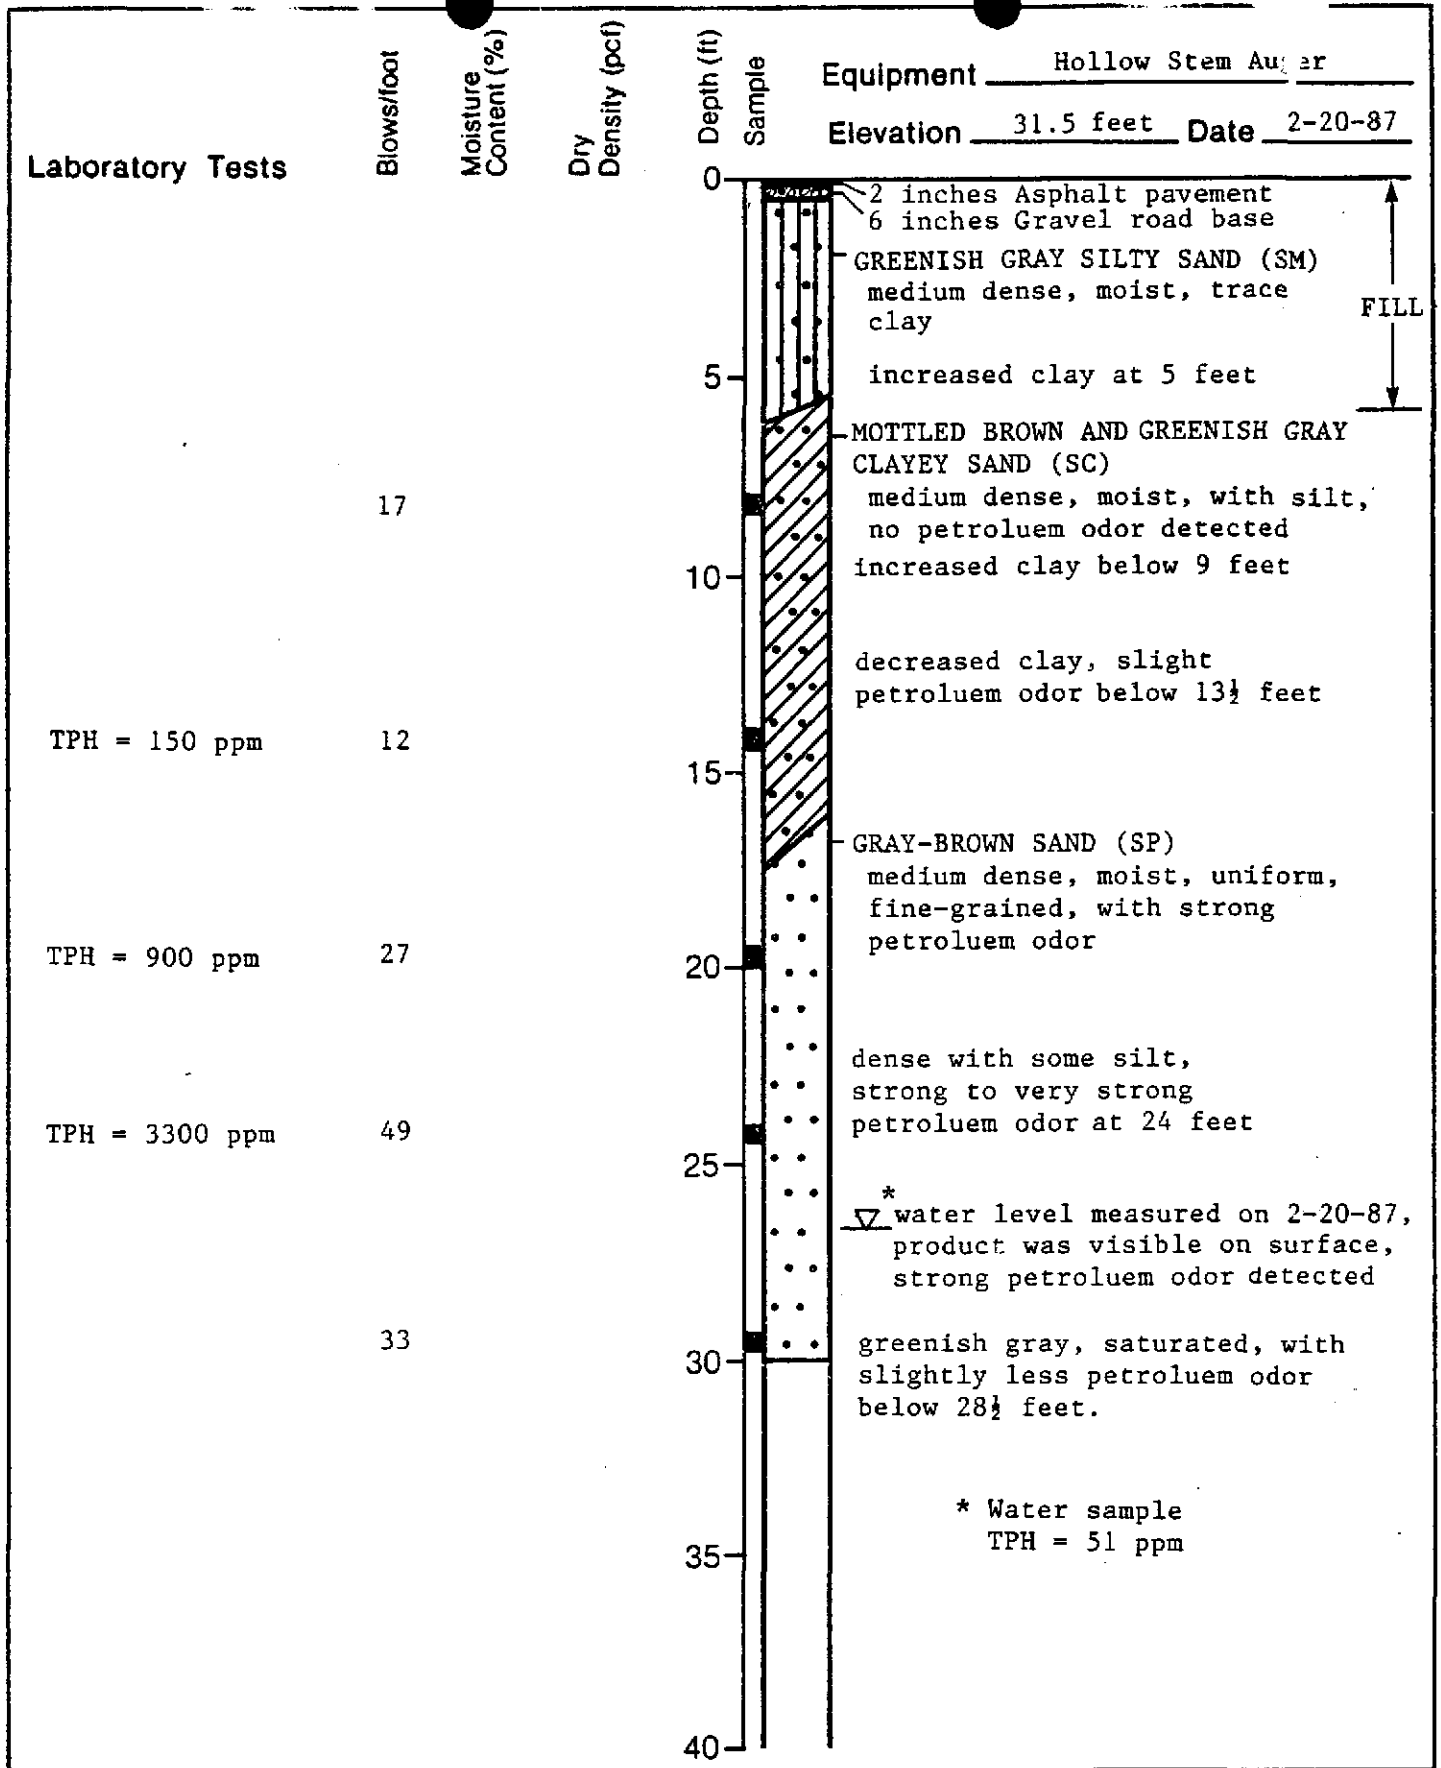 Laboratory Tests
Blows/foot
Moisture
Content (%)
Dry
Density (pcf)
Depth (ft)
Sample
Equipment Hollow Stem
Elevation 31.5 feet Date 2-20-87
0
2 inches Asphalt pavement
6 inches Gravel road base
GREENISH GRAY SILTY SAND (SM)
medium dense, moist, trace
clay
FILL
5
increased clay at 5 feet
MOTTLED BROWN AND GREENISH GRAY
CLAYEY SAND (SC)
17
medium dense, moist, with silt,
no petroluem odor detected
10
increased clay below 9 feet
decreased clay, slight
petroluem odor below 13½ feet
TPH = 150 ppm 12
15
GRAY-BROWN SAND (SP)
medium dense, moist, uniform,
fine-grained, with strong
petroluem odor
TPH = 900 ppm 27
20
dense with some silt,
strong to very strong
petroluem odor at 24 feet
TPH = 3300 ppm 49
25
*
water level measured on 2-20-87,
product was visible on surface,
strong petroluem odor detected
33
30
greenish gray, saturated, with
slightly less petroluem odor
below 28½ feet.
* Water sample
TPH = 51 ppm
35
40